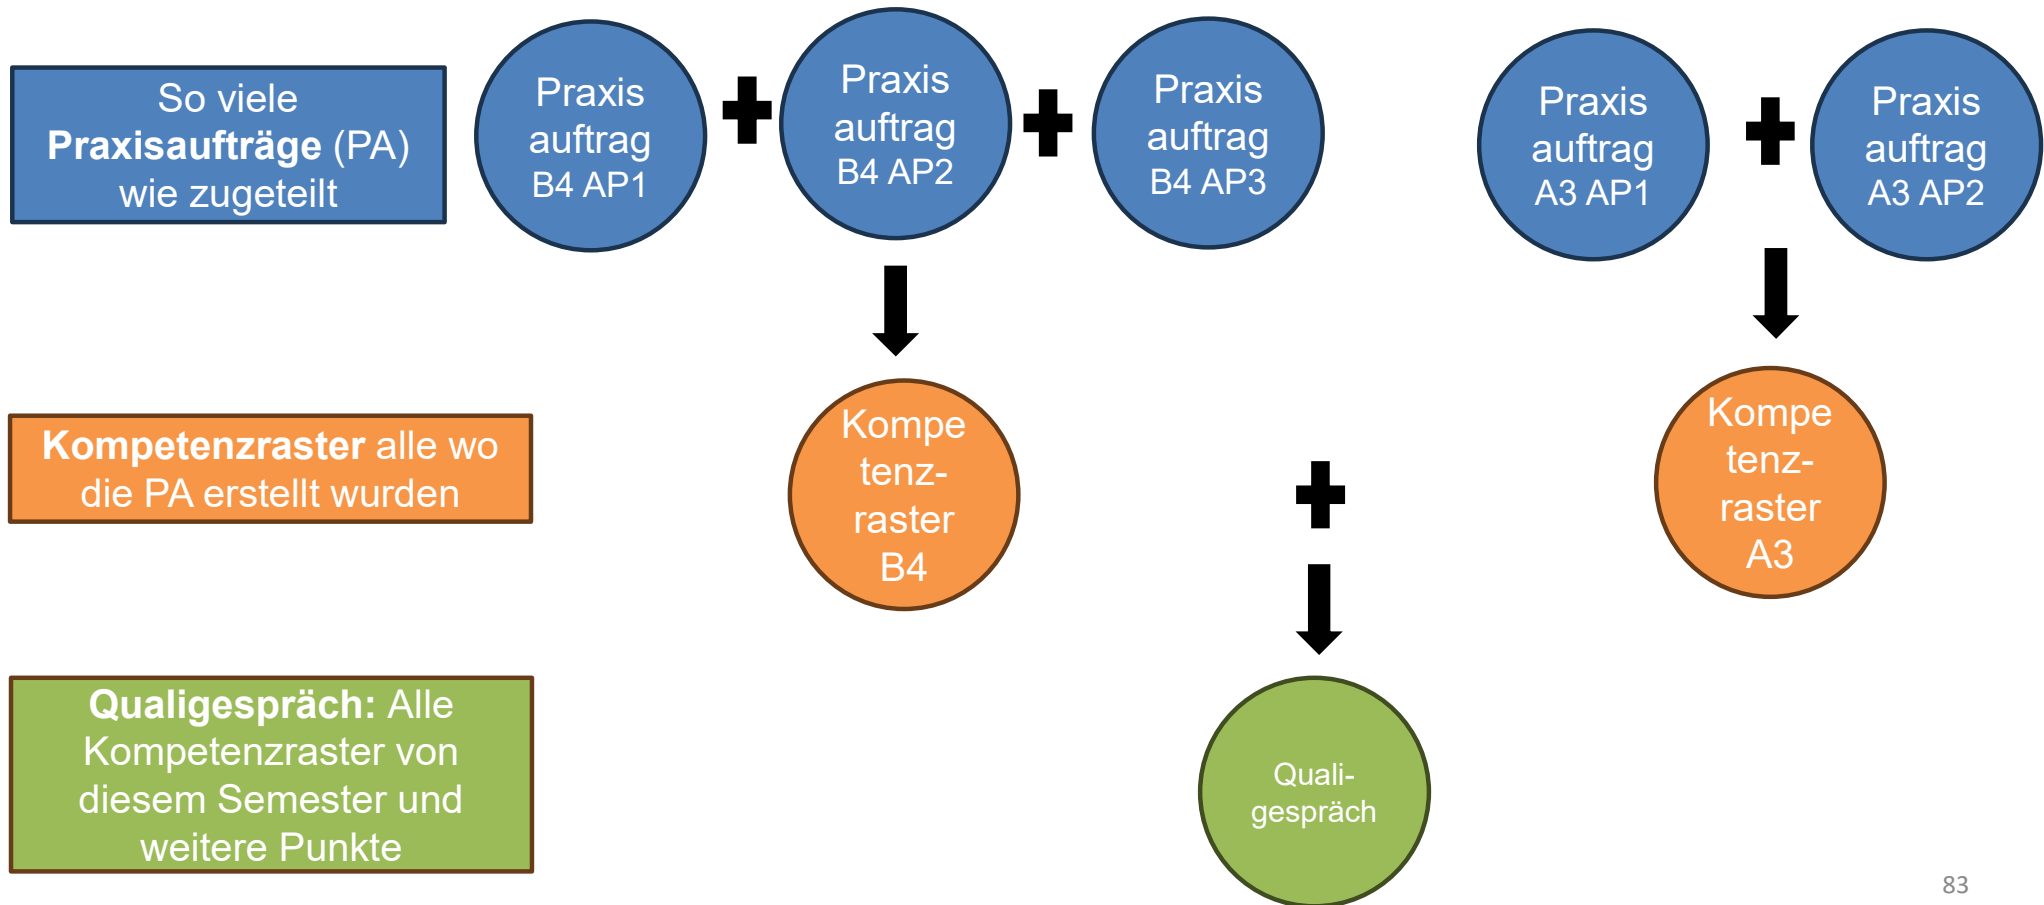 So viele
Praxisaufträge (PA)
wie zugeteilt
Praxis
auftrag
B4 AP1
Praxis
auftrag
B4 AP2
Praxis
auftrag
B4 AP3
Praxis
auftrag
A3 AP1
Praxis
auftrag
A3 AP2
Kompetenzraster alle wo
die PA erstellt wurden
Kompe
tenz-
raster
B4
Kompe
tenz-
raster
A3
Qualigespräch: Alle
Kompetenzraster von
diesem Semester und
weitere Punkte
Quali-
gespräch
83